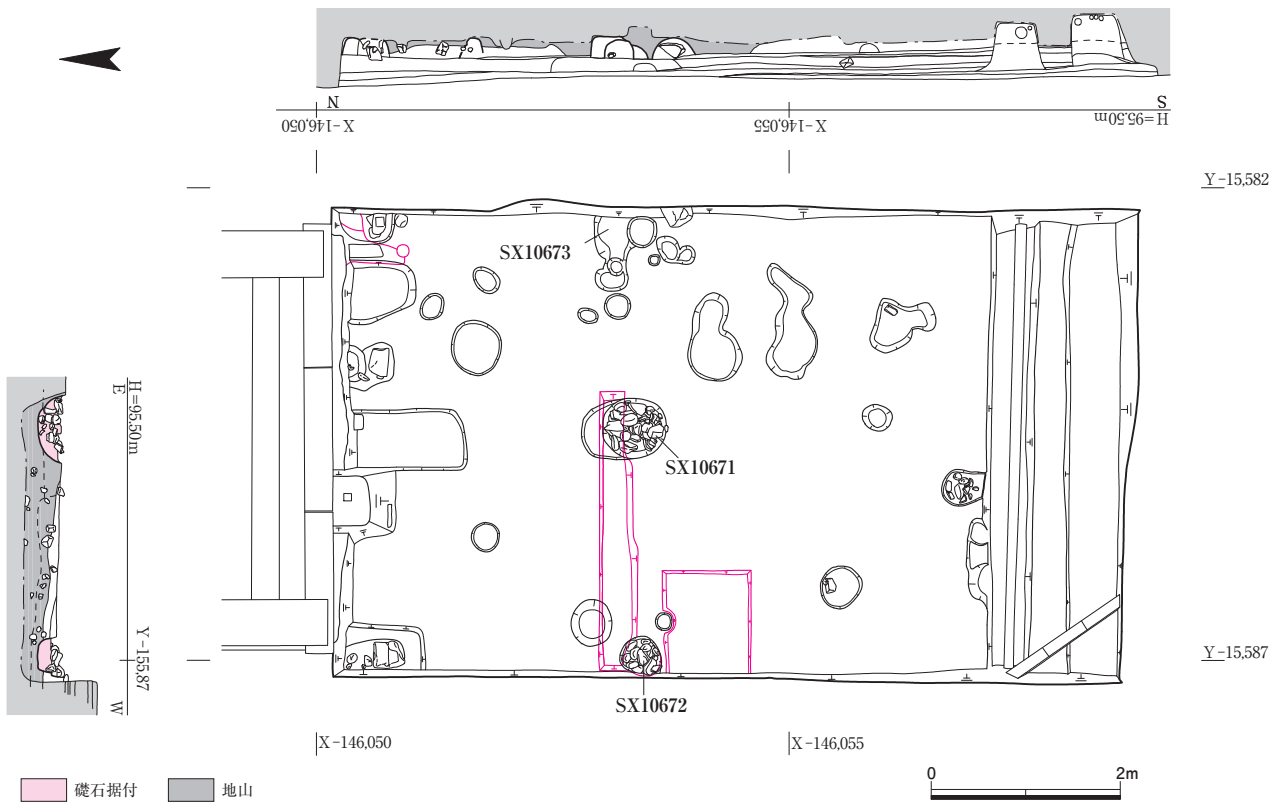 N
S
X-146,050
X-146,055
H=95.50m
Y-15,582
SX10673
H=95.50m
E
SX10671
Y-155,87
W
Y-15,587
SX10672
X-146,050
X-146,055
礎石据付
地山
0
2m